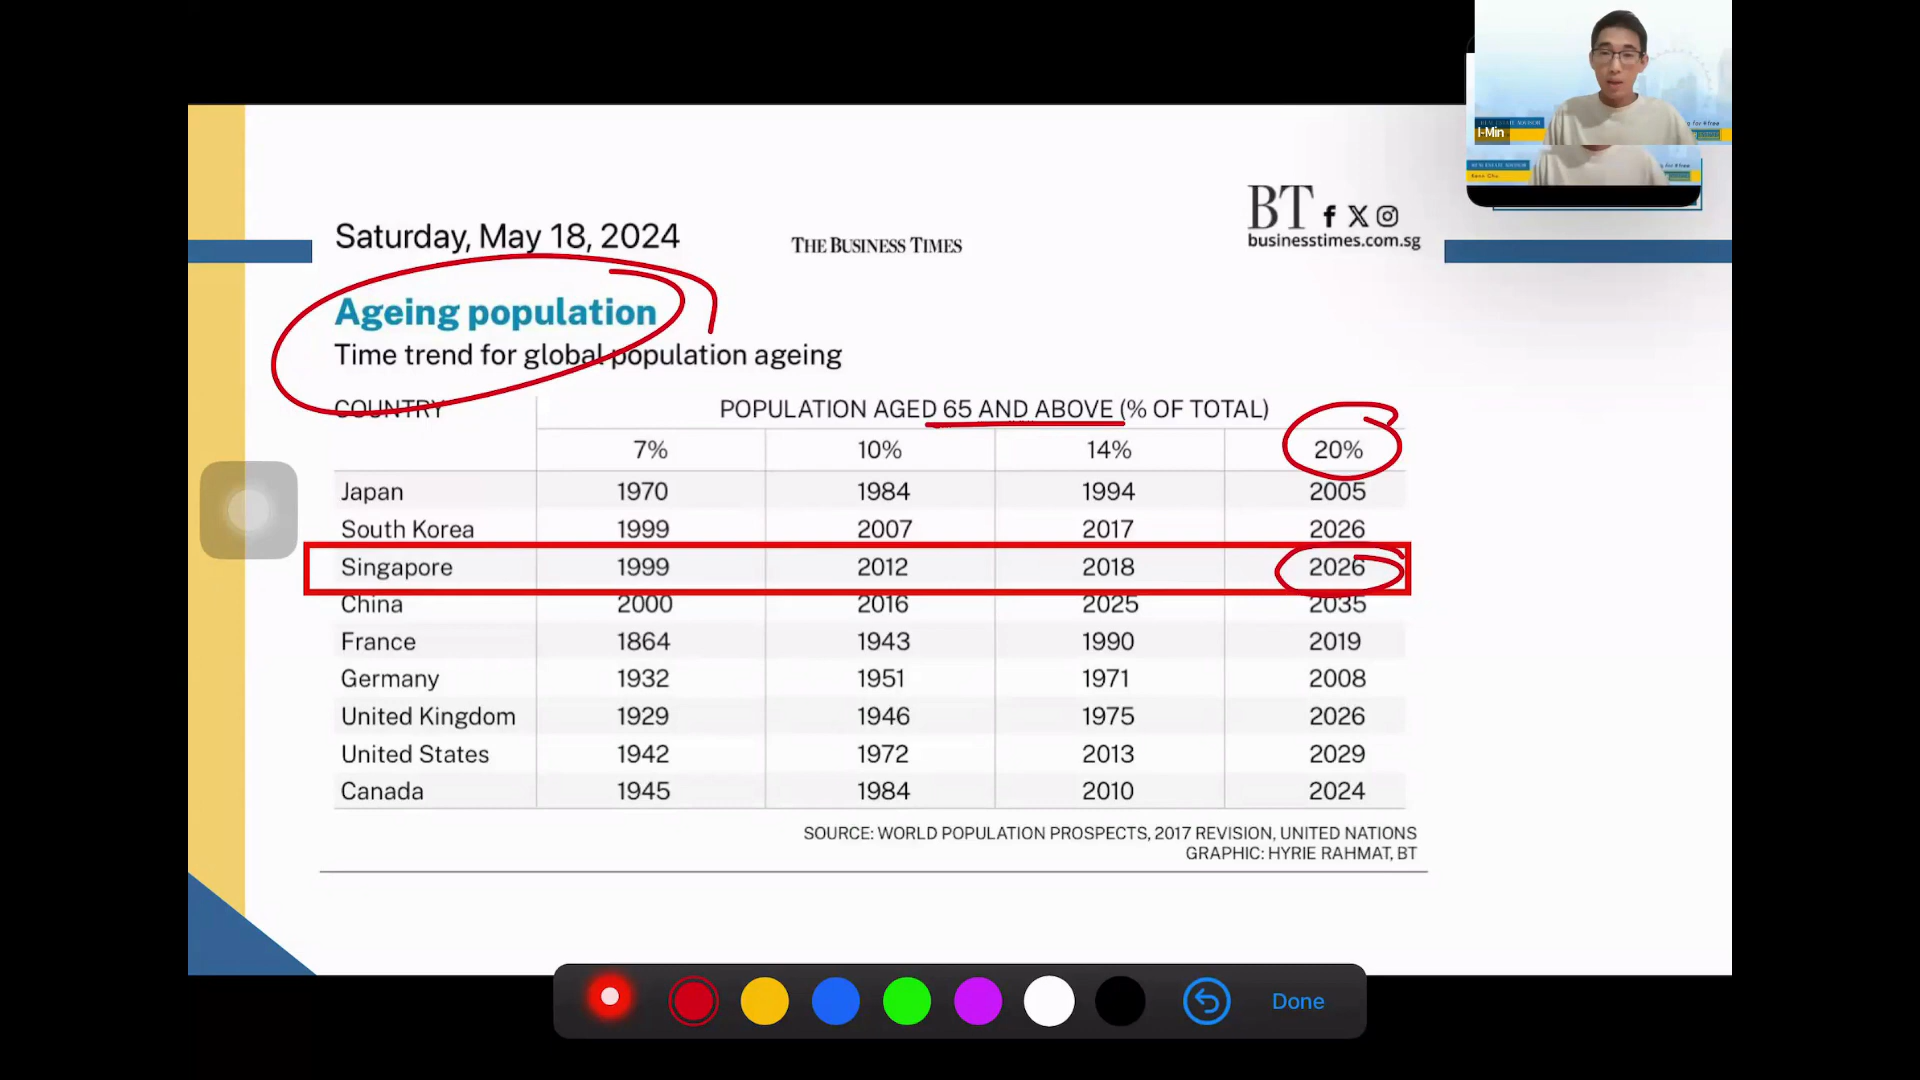 I-Min
REAL ESTATE ADVISOR
Saturday, May 18, 2024
THE BUSINESS TIMES
BT
businesstimes.com.sg
Ageing population
Time trend for global population ageing
COUNTRY POPULATION AGED 65 AND ABOVE (% OF TOTAL)
7% 10% 14% 20%
Japan 1970 1984 1994 2005
South Korea 1999 2007 2017 2026
Singapore 1999 2012 2018 2026
China 2000 2016 2025 2035
France 1864 1943 1990 2019
Germany 1932 1951 1971 2008
United Kingdom 1929 1946 1975 2026
United States 1942 1972 2013 2029
Canada 1945 1984 2010 2024
SOURCE: WORLD POPULATION PROSPECTS, 2017 REVISION, UNITED NATIONS
GRAPHIC: HYRIE RAHMAT, BT
Done